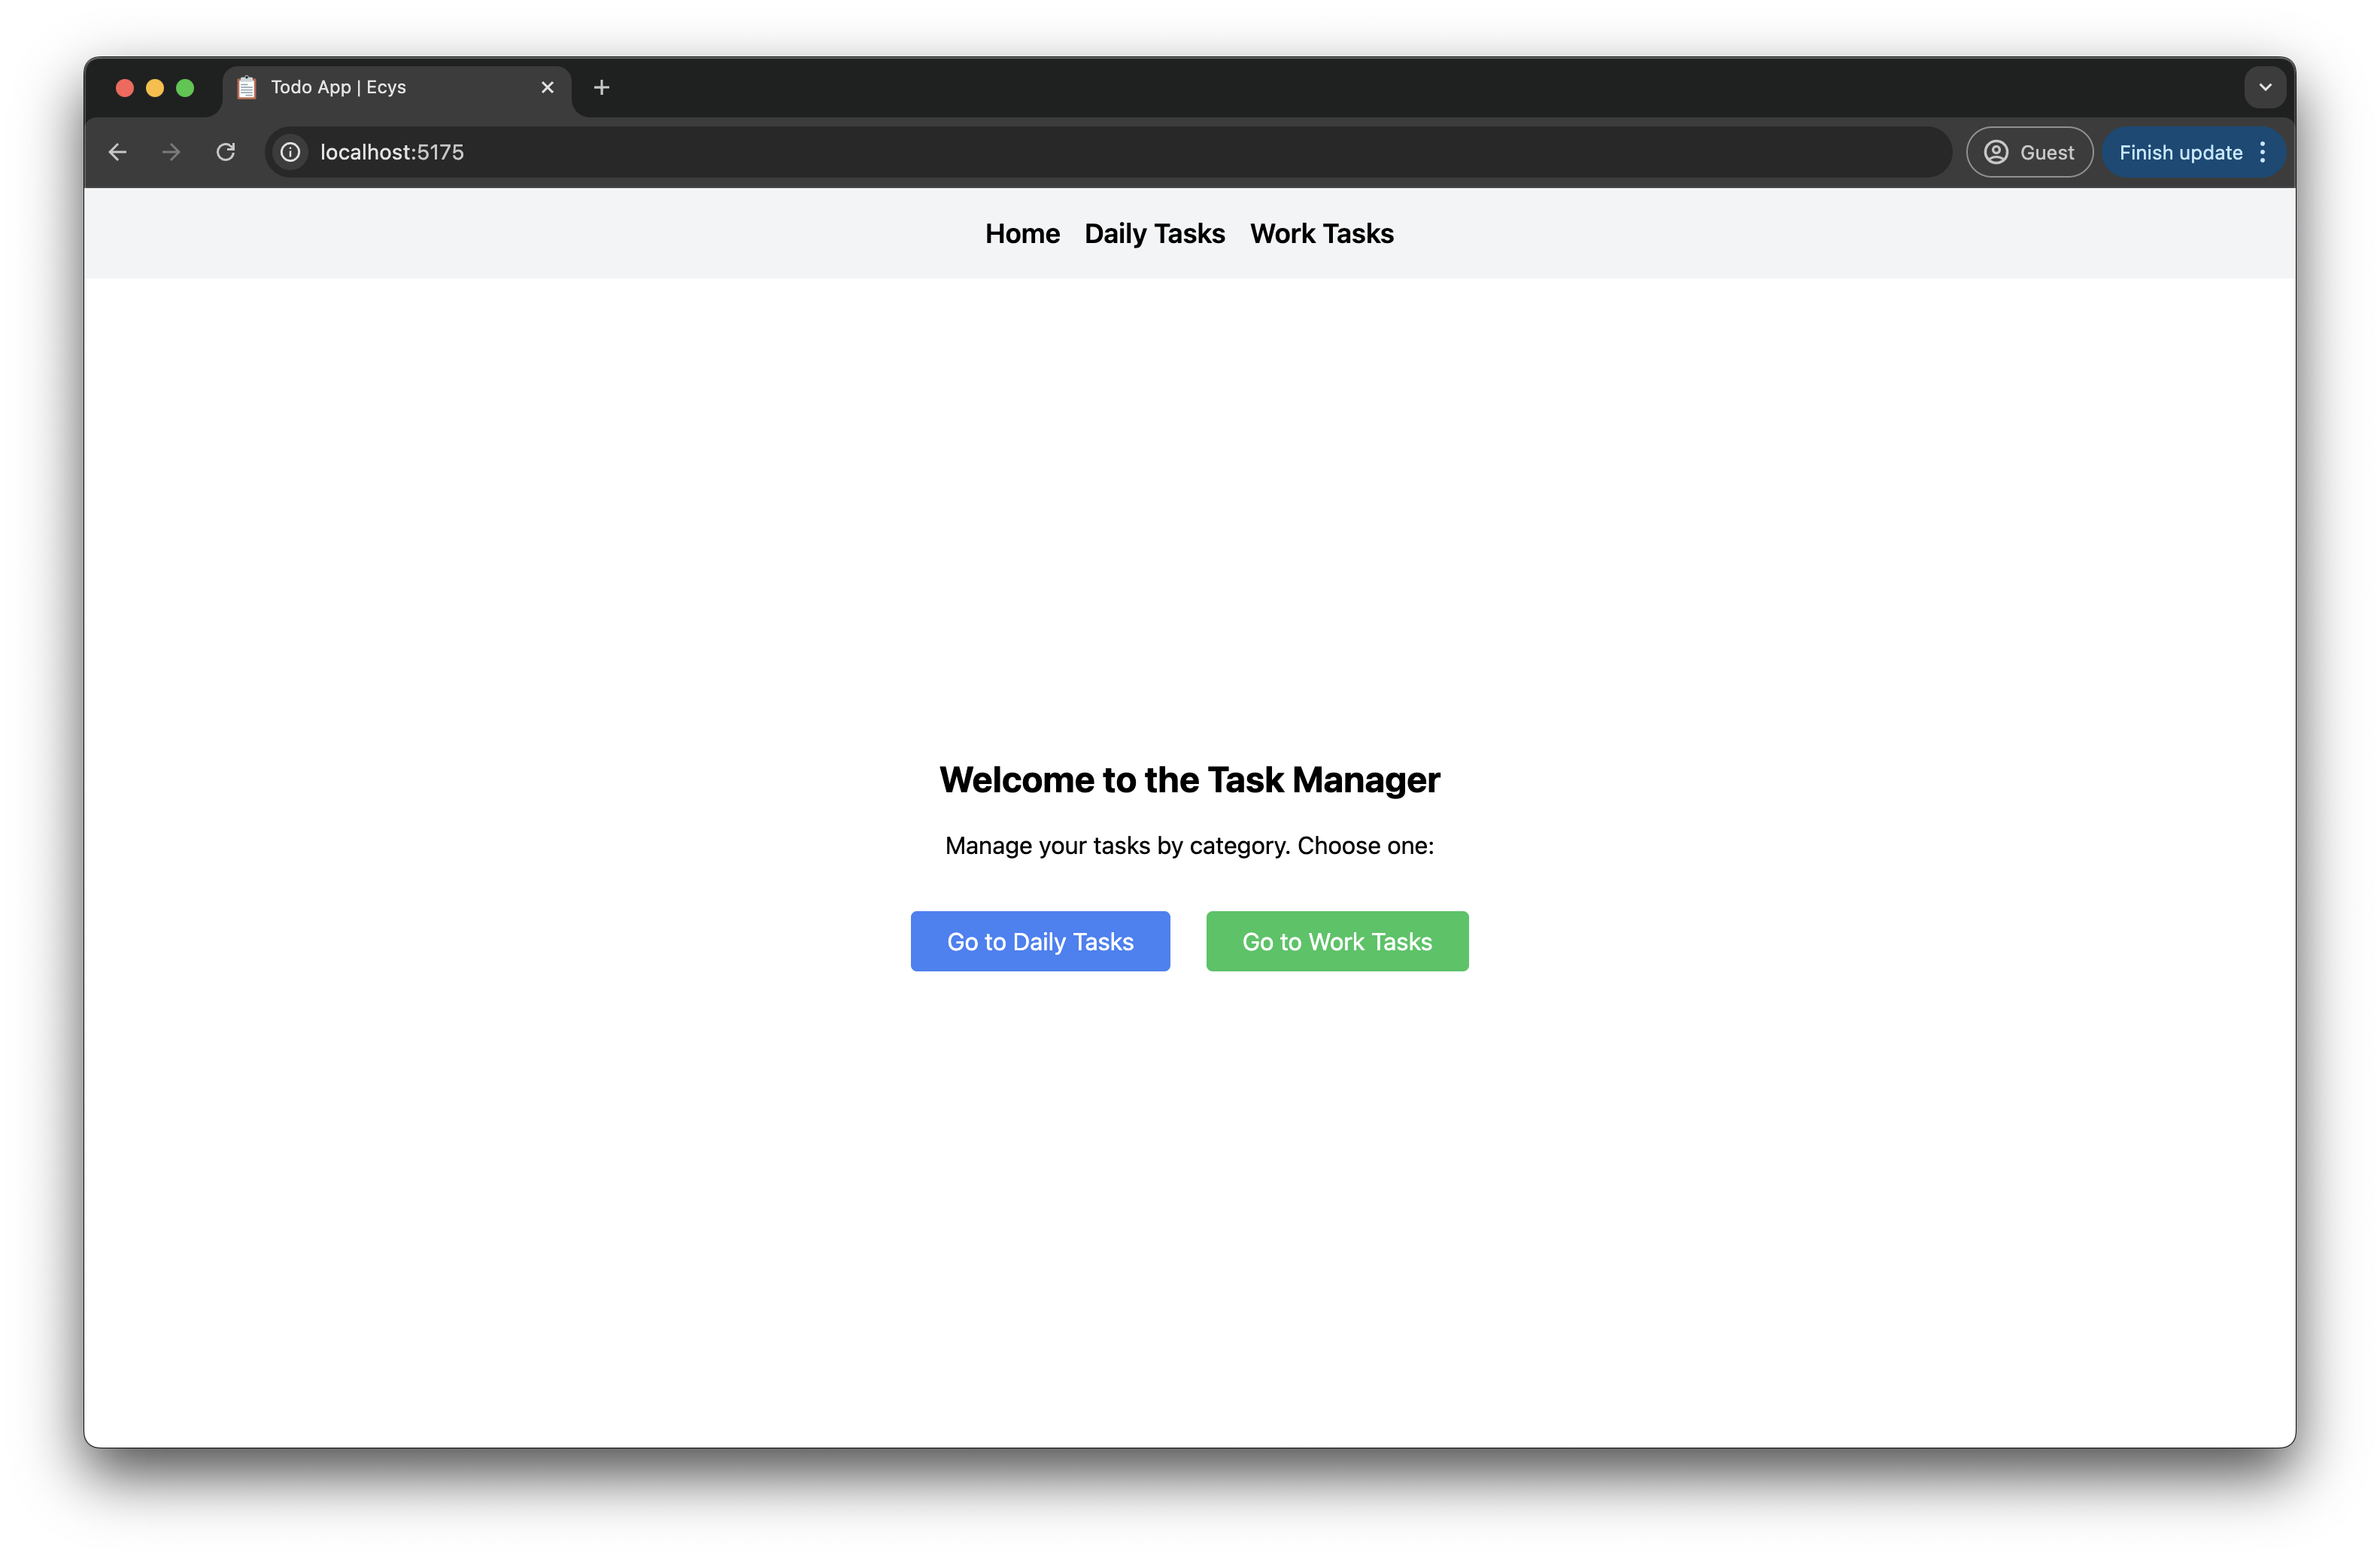 Todo App | Ecys
localhost:5175
Guest
Finish update
Home Daily Tasks Work Tasks
Welcome to the Task Manager
Manage your tasks by category. Choose one:
Go to Daily Tasks Go to Work Tasks